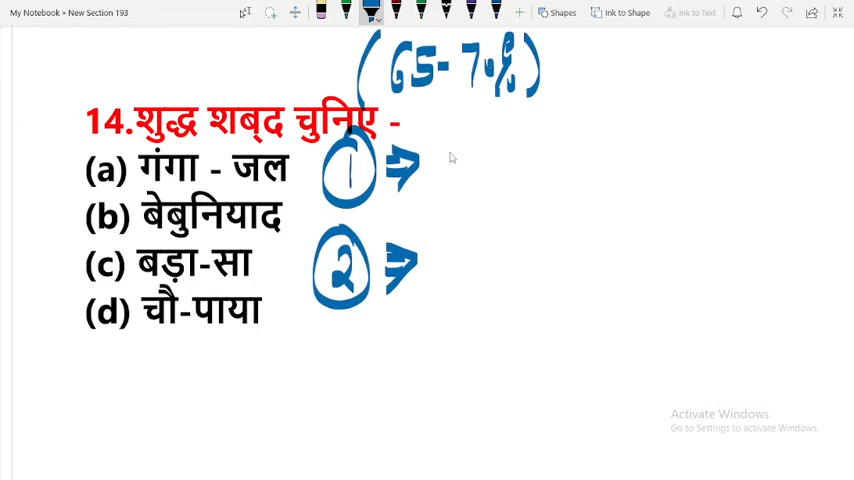 My Notebook » New Section 193
Shapes
Ink to Shape
Ink to Text
(65-70%)
14.शुद्ध शब्द चुनिए -
(a) गंगा - जल
1 ⇒
(b) बेबुनियाद
(c) बड़ा-सा
2 ⇒
(d) चौ-पाया
Activate Windows
Go to Settings to activate Windows.